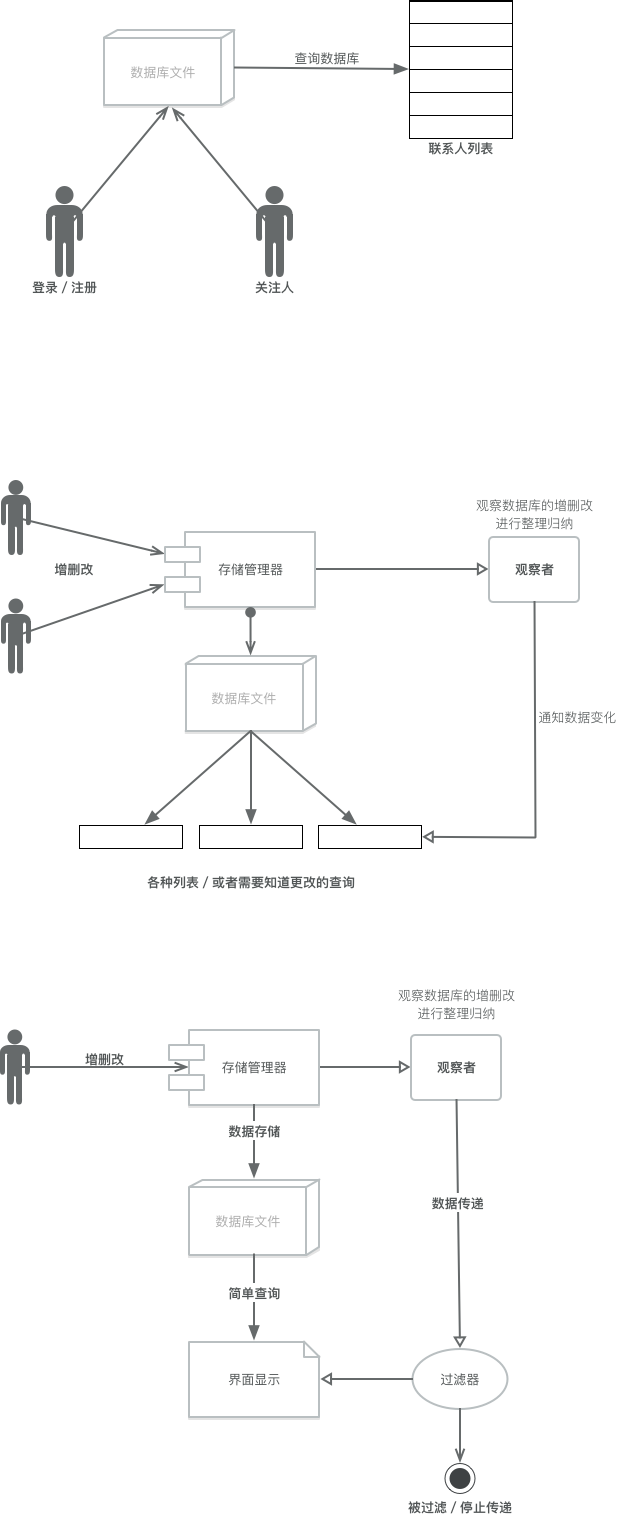 数据库文件
查询数据库
联系人列表
登录 / 注册
关注人
观察数据库的增删改
进行整理归纳
增删改
存储管理器
观察者
数据库文件
通知数据变化
各种列表 / 或者需要知道更改的查询
观察数据库的增删改
进行整理归纳
增删改
存储管理器
观察者
数据存储
数据传递
数据库文件
简单查询
界面显示
过滤器
被过滤 / 停止传递